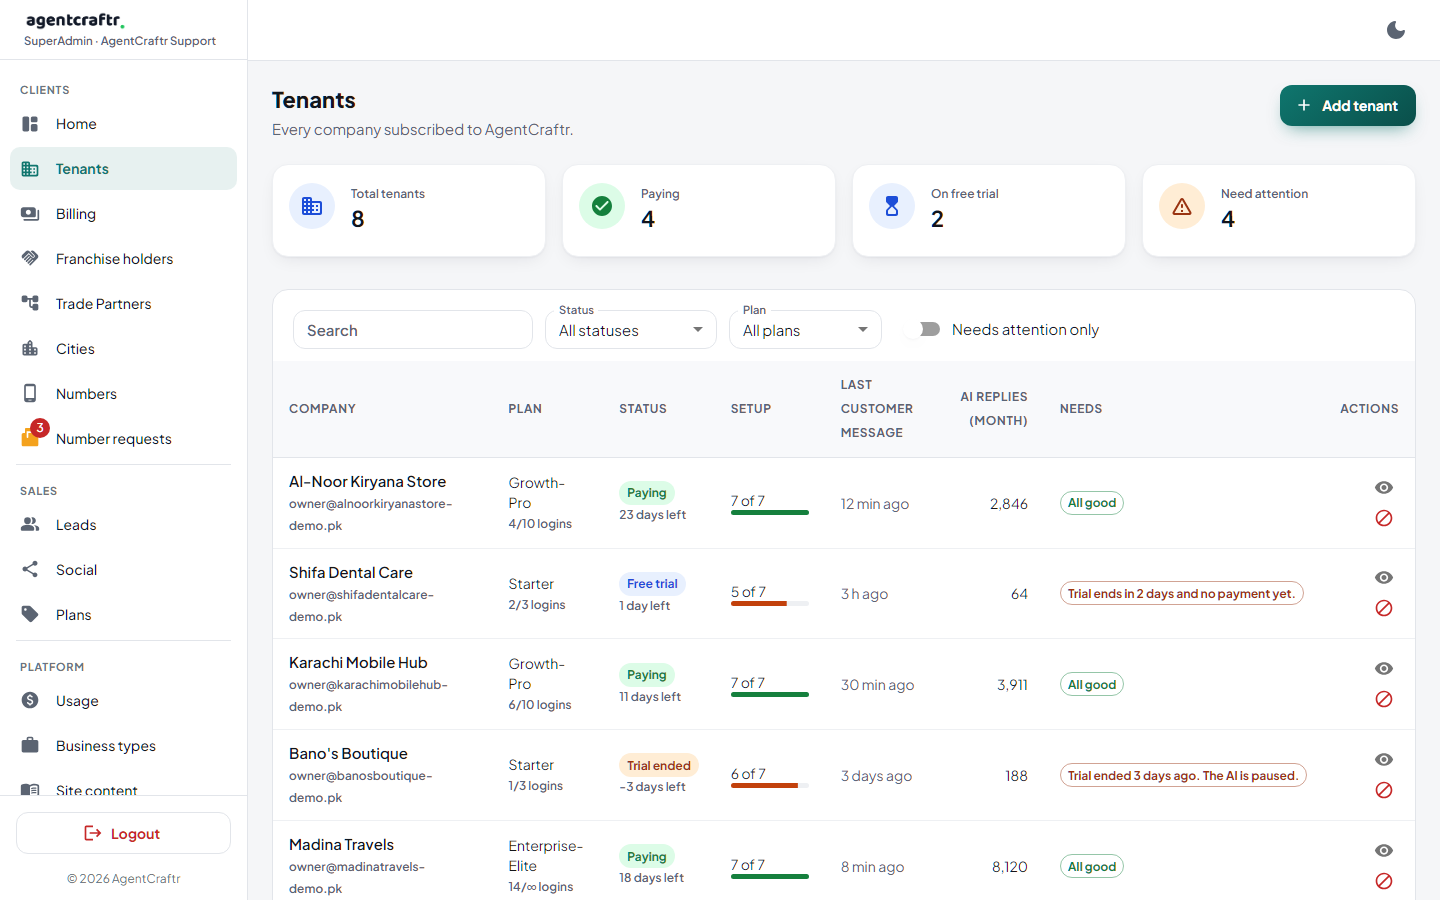 agentcraftr.
SuperAdmin · AgentCraftr Support
CLIENTS
Home
Tenants
Billing
Franchise holders
Trade Partners
Cities
Numbers
3
Number requests
SALES
Leads
Social
Plans
PLATFORM
Usage
Business types
Site content
Logout
© 2026 AgentCraftr
Tenants
Every company subscribed to AgentCraftr.
+ Add tenant
Total tenants
8
Paying
4
On free trial
2
Need attention
4
Search
Status
All statuses
Plan
All plans
Needs attention only
COMPANY
PLAN
STATUS
SETUP
LAST
CUSTOMER
MESSAGE
AI REPLIES
(MONTH)
NEEDS
ACTIONS
Al-Noor Kiryana Store
owner@alnoorkiryanastore-
demo.pk
Growth-
Pro
4/10 logins
Paying
23 days left
7 of 7
12 min ago
2,846
All good
Shifa Dental Care
owner@shifadentalcare-
demo.pk
Starter
2/3 logins
Free trial
1 day left
5 of 7
3 h ago
64
Trial ends in 2 days and no payment yet.
Karachi Mobile Hub
owner@karachimobilehub-
demo.pk
Growth-
Pro
6/10 logins
Paying
11 days left
7 of 7
30 min ago
3,911
All good
Bano's Boutique
owner@banosboutique-
demo.pk
Starter
1/3 logins
Trial ended
-3 days left
6 of 7
3 days ago
188
Trial ended 3 days ago. The AI is paused.
Madina Travels
owner@madinatravels-
demo.pk
Enterprise-
Elite
14/∞ logins
Paying
18 days left
7 of 7
8 min ago
8,120
All good